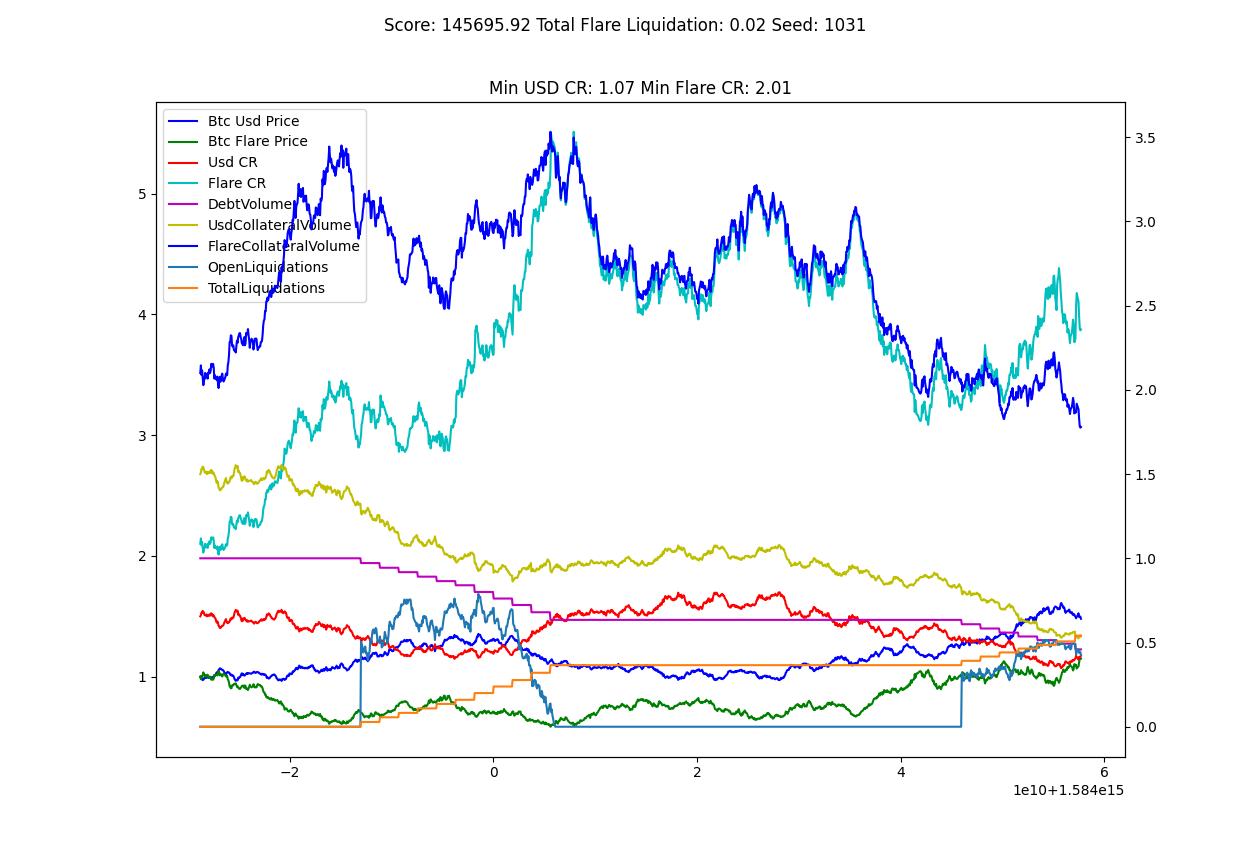 Score: 145695.92 Total Flare Liquidation: 0.02 Seed: 1031
Min USD CR: 1.07 Min Flare CR: 2.01
Btc Usd Price
Btc Flare Price
Usd CR
Flare CR
DebtVolume
UsdCollateralVolume
FlareCollateralVolume
OpenLiquidations
TotalLiquidations
5
4
3
2
1
3.5
3.0
2.5
2.0
1.5
1.0
0.5
0.0
−2
0
2
4
6
1e10+1.584e15